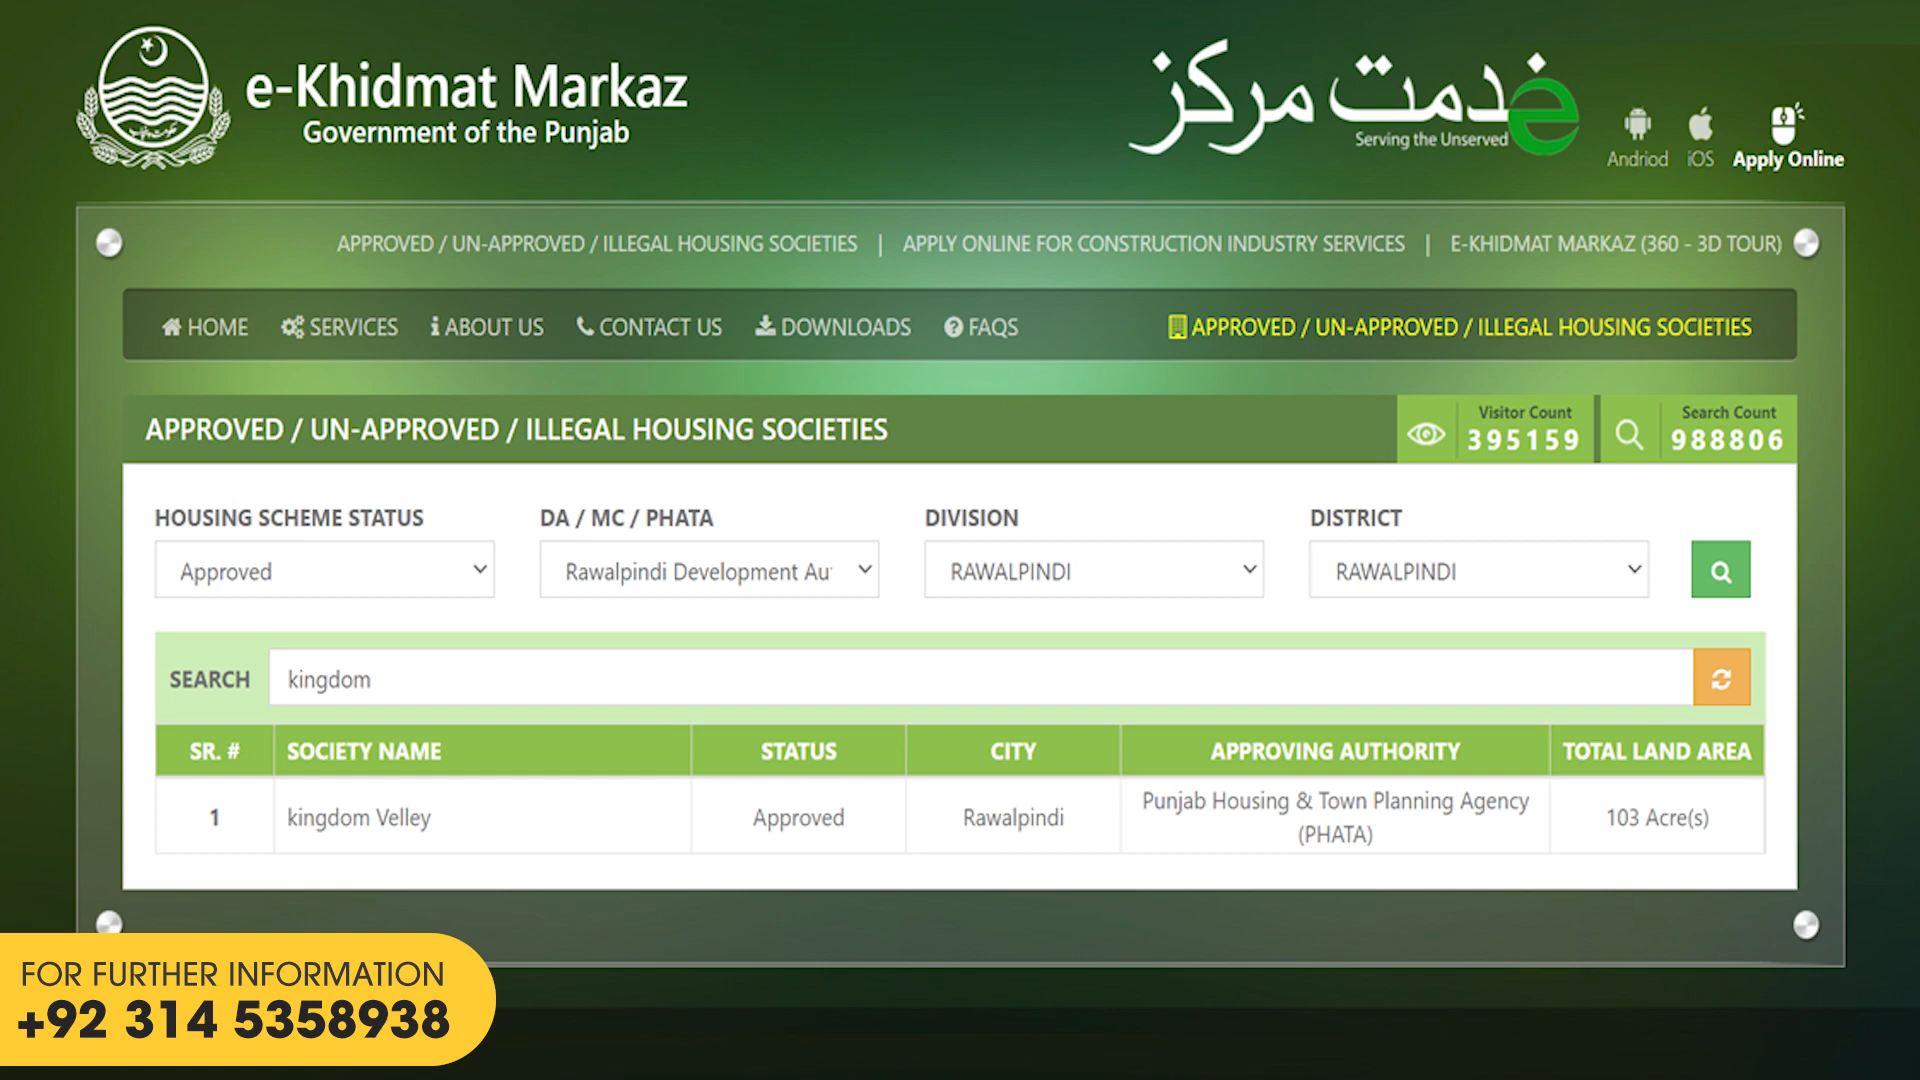 e-Khidmat Markaz
Government of the Punjab
خدمت مرکز
Serving the Unserved
Andriod
iOS
Apply Online
APPROVED / UN-APPROVED / ILLEGAL HOUSING SOCIETIES | APPLY ONLINE FOR CONSTRUCTION INDUSTRY SERVICES | E-KHIDMAT MARKAZ (360 - 3D TOUR)
HOME SERVICES ABOUT US CONTACT US DOWNLOADS FAQS APPROVED / UN-APPROVED / ILLEGAL HOUSING SOCIETIES
APPROVED / UN-APPROVED / ILLEGAL HOUSING SOCIETIES
Visitor Count
395159
Search Count
988806
HOUSING SCHEME STATUS DA / MC / PHATA DIVISION DISTRICT
Approved Rawalpindi Development Au RAWALPINDI RAWALPINDI
SEARCH kingdom
SR. # SOCIETY NAME STATUS CITY APPROVING AUTHORITY TOTAL LAND AREA
1 kingdom Velley Approved Rawalpindi Punjab Housing & Town Planning Agency (PHATA) 103 Acre(s)
FOR FURTHER INFORMATION
+92 314 5358938